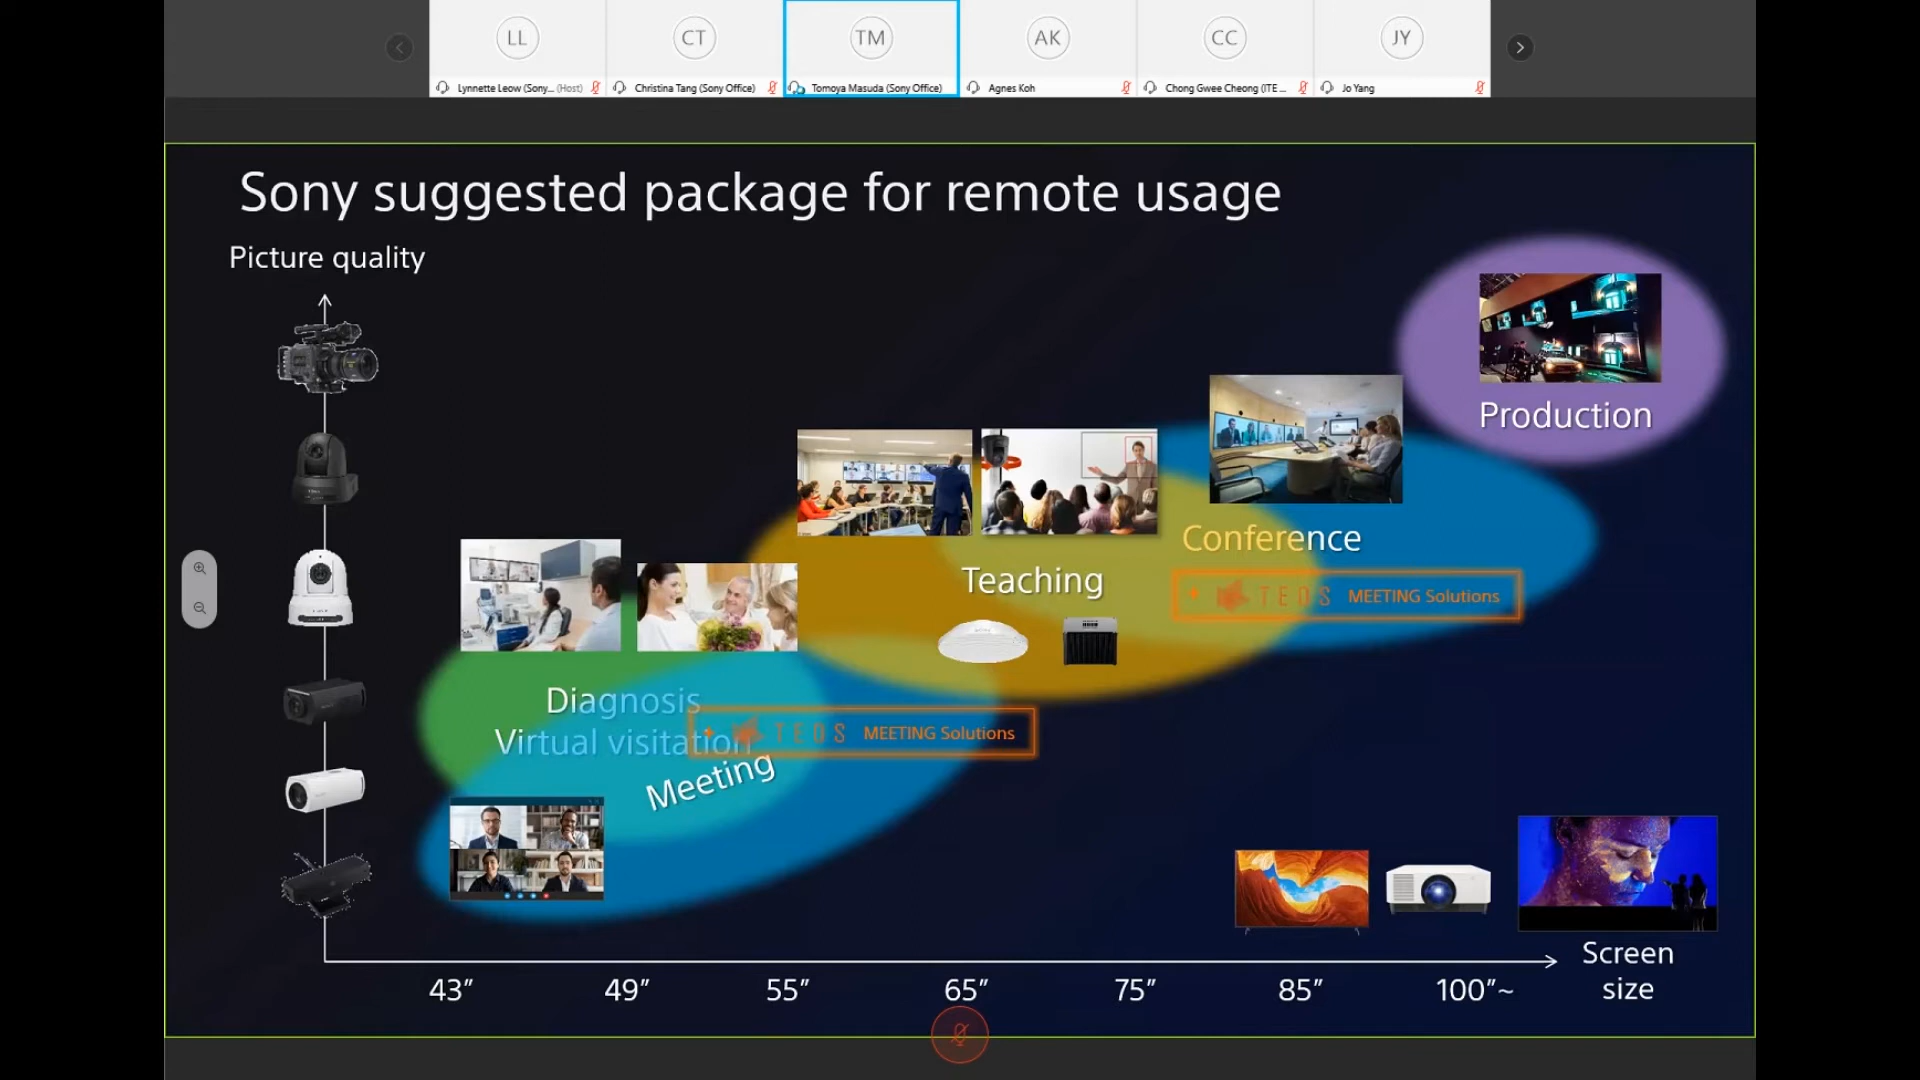 LL
CT
TM
AK
CC
JY
Lynnette Leow (Sony... (Host)
Christina Tang (Sony Office)
Tomoya Masuda (Sony Office)
Agnes Koh
Chong Gwee Cheong (ITE ...
Jo Yang
Sony suggested package for remote usage
Picture quality
Production
Conference
TEDS MEETING Solutions
Teaching
Diagnosis
Virtual visitation
TEDS MEETING Solutions
Meeting
43”
49”
55”
65”
75”
85”
100”~
Screen
size